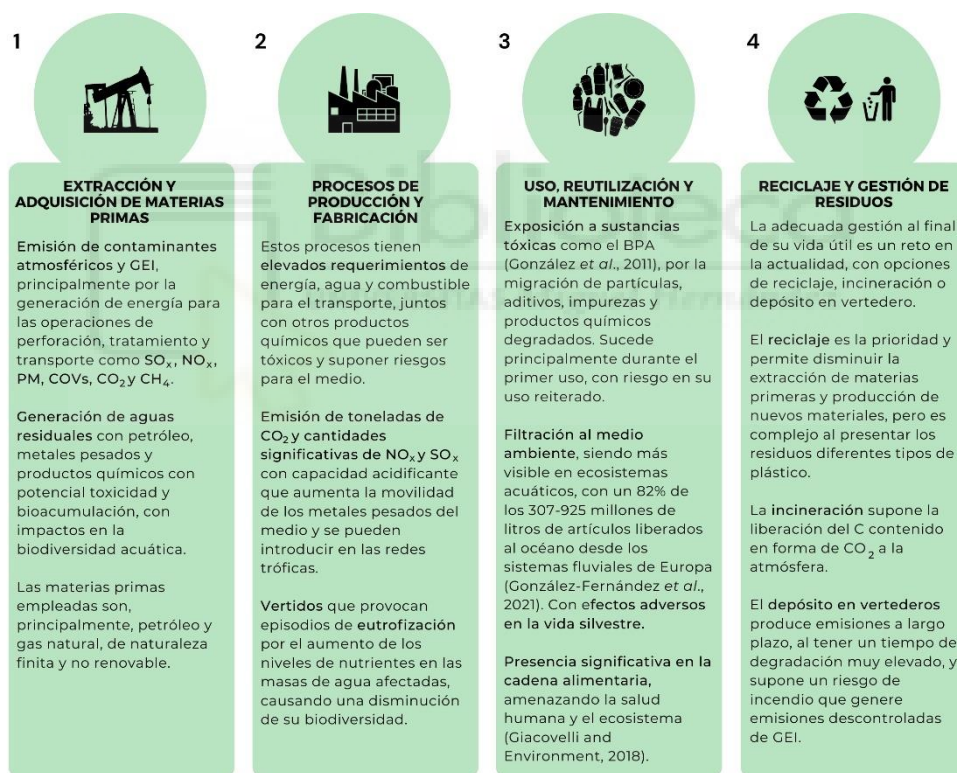 1
EXTRACCIÓN Y
ADQUISICIÓN DE MATERIAS
PRIMAS
Emisión de contaminantes
atmosféricos y GEI,
principalmente por la
generación de energía para
las operaciones de
perforación, tratamiento y
transporte como SOx, NOx,
PM, COVs, CO2 y CH4.
Generación de aguas
residuales con petróleo,
metales pesados y
productos químicos con
potencial toxicidad y
bioacumulación, con
impactos en la
biodiversidad acuática.
Las materias primas
empleadas son,
principalmente, petróleo y
gas natural, de naturaleza
finita y no renovable.
2
PROCESOS DE
PRODUCCIÓN Y
FABRICACIÓN
Estos procesos tienen
elevados requerimientos de
energía, agua y combustible
para el transporte, juntos
con otros productos
químicos que pueden ser
tóxicos y suponer riesgos
para el medio.
Emisión de toneladas de
CO2 y cantidades
significativas de NOx y SOx
con capacidad acidificante
que aumenta la movilidad
de los metales pesados del
medio y se pueden
introducir en las redes
tróficas.
Vertidos que provocan
episodios de eutrofización
por el aumento de los
niveles de nutrientes en las
masas de agua afectadas,
causando una disminución
de su biodiversidad.
3
USO, REUTILIZACIÓN Y
MANTENIMIENTO
Exposición a sustancias
tóxicas como el BPA
(González et al., 2011), por la
migración de partículas,
aditivos, impurezas y
productos químicos
degradados. Sucede
principalmente durante el
primer uso, con riesgo en su
uso reiterado.
Filtración al medio
ambiente, siendo más
visible en ecosistemas
acuáticos, con un 82% de
los 307-925 millones de
litros de artículos liberados
al océano desde los
sistemas fluviales de Europa
(González-Fernández et al.,
2021). Con efectos adversos
en la vida silvestre.
Presencia significativa en la
cadena alimentaria,
amenazando la salud
humana y el ecosistema
(Giacovelli and
Environment, 2018).
4
RECICLAJE Y GESTIÓN DE
RESIDUOS
La adecuada gestión al final
de su vida útil es un reto en
la actualidad, con opciones
de reciclaje, incineración o
depósito en vertedero.
El reciclaje es la prioridad y
permite disminuir la
extracción de materias
primeras y producción de
nuevos materiales, pero es
complejo al presentar los
residuos diferentes tipos de
plástico.
La incineración supone la
liberación del C contenido
en forma de CO2 a la
atmósfera.
El depósito en vertederos
produce emisiones a largo
plazo, al tener un tiempo de
degradación muy elevado, y
supone un riesgo de
incendio que genere
emisiones descontroladas
de GEI.